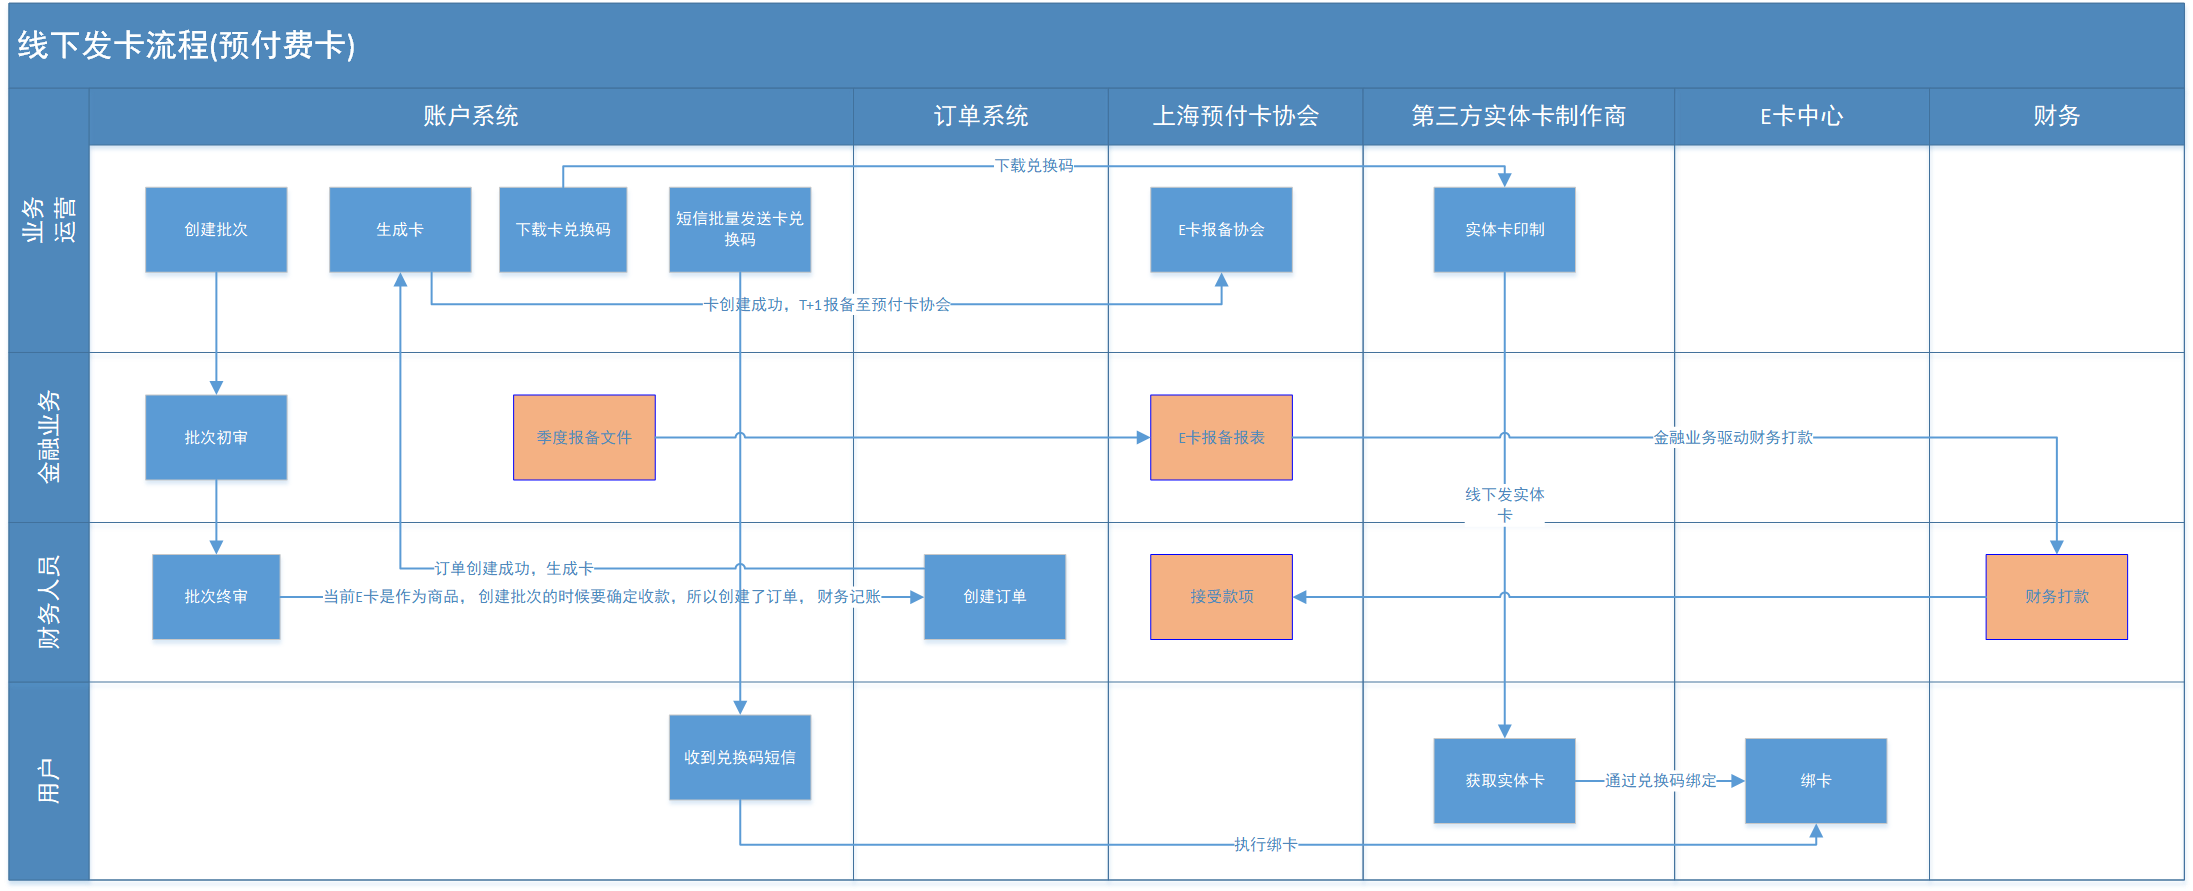 线下发卡流程(预付费卡)
账户系统
订单系统
上海预付卡协会
第三方实体卡制作商
E卡中心
财务
业务
运营
下载兑换码
创建批次
生成卡
下载卡兑换码
短信批量发送卡兑
换码
E卡报备协会
实体卡印制
卡创建成功，T+1报备至预付卡协会
金融业务
批次初审
季度报备文件
E卡报备报表
金融业务驱动财务打款
线下发实体
卡
财务人员
订单创建成功，生成卡
批次终审
当前E卡是作为商品，创建批次的时候要确定收款，所以创建了订单，财务记账
创建订单
接受款项
财务打款
用户
收到兑换码短信
获取实体卡
通过兑换码绑定
绑卡
执行绑卡